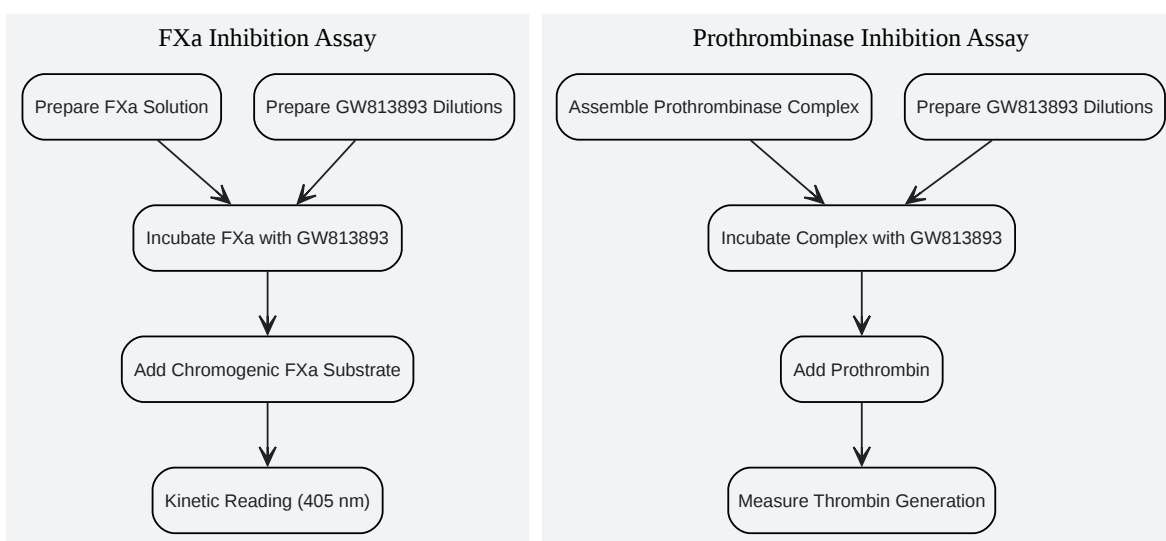 FXa Inhibition Assay
Prepare FXa Solution
Prepare GW813893 Dilutions
Incubate FXa with GW813893
Add Chromogenic FXa Substrate
Kinetic Reading (405 nm)
Prothrombinase Inhibition Assay
Assemble Prothrombinase Complex
Prepare GW813893 Dilutions
Incubate Complex with GW813893
Add Prothrombin
Measure Thrombin Generation